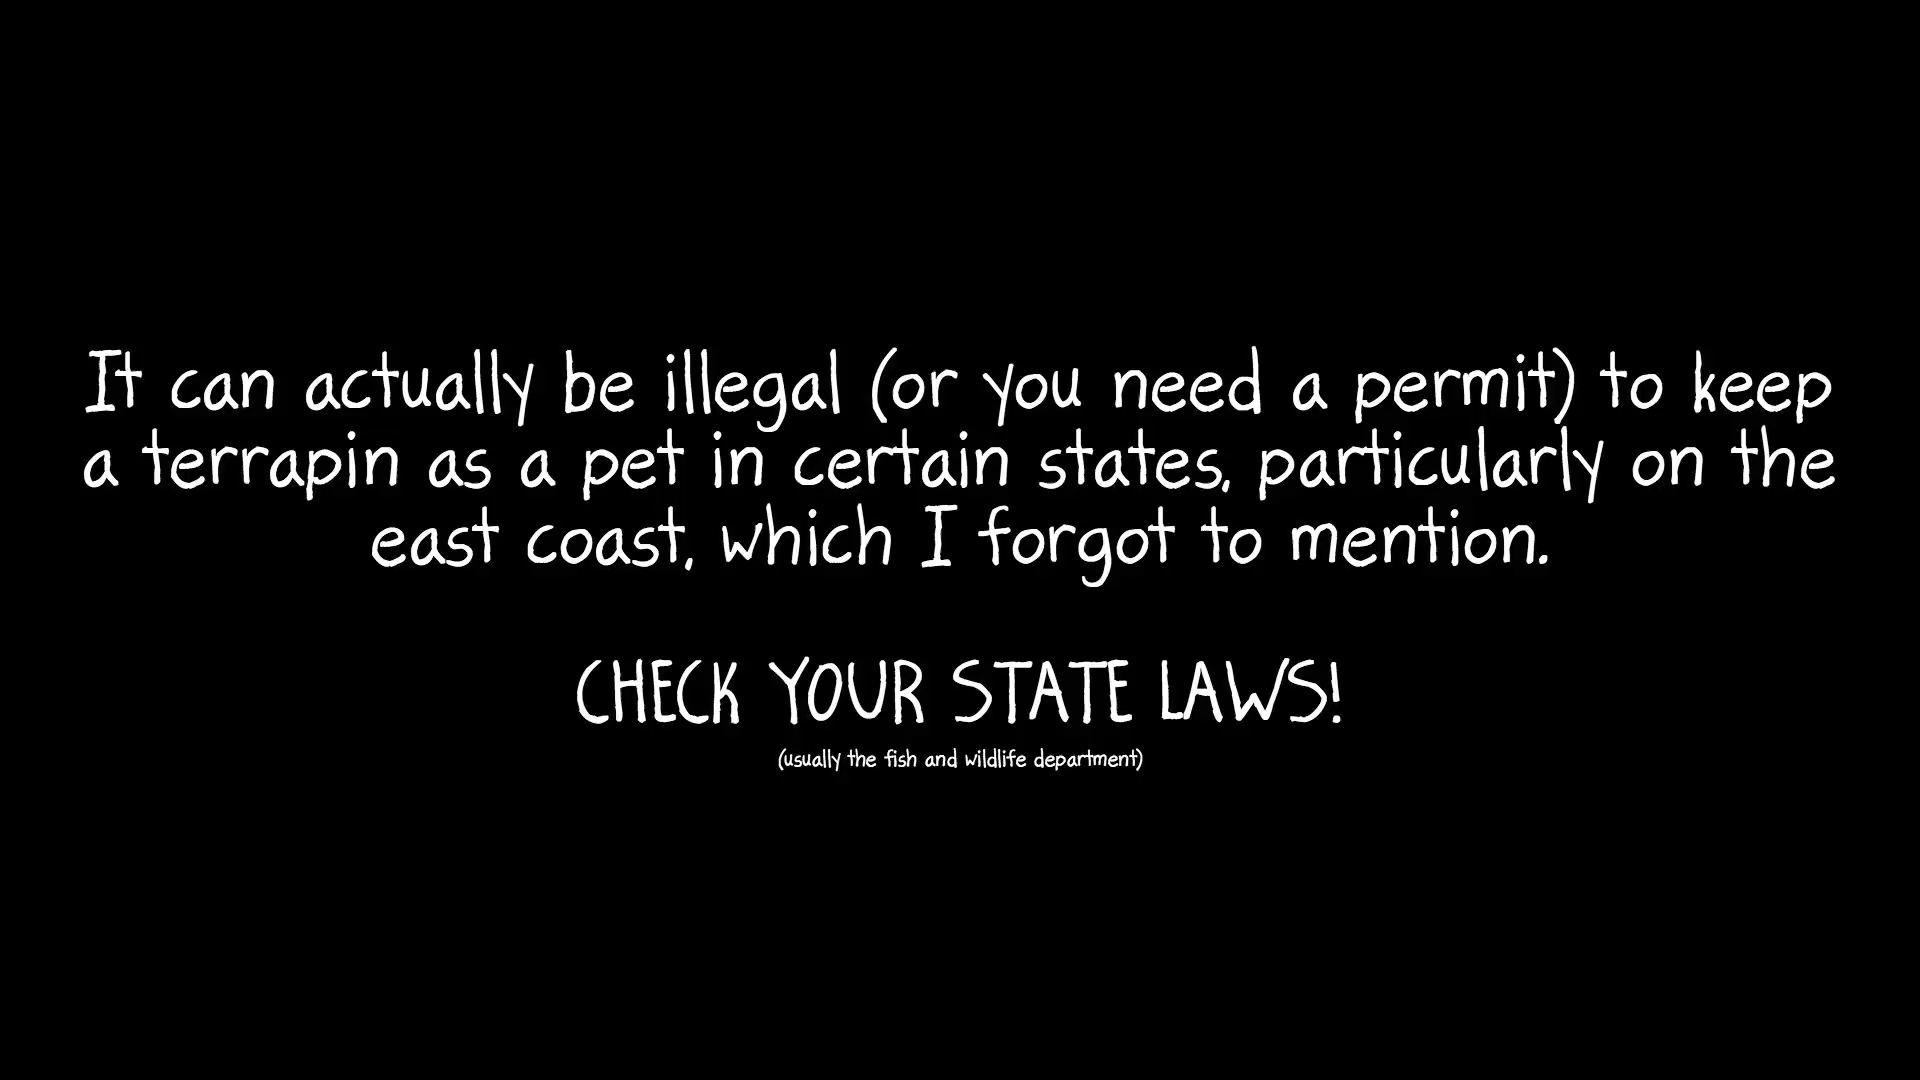 It can actually be illegal (or you need a permit) to keep
a terrapin as a pet in certain states, particularly on the
east coast, which I forgot to mention.
CHECK YOUR STATE LAWS!
(usually the fish and wildlife department)